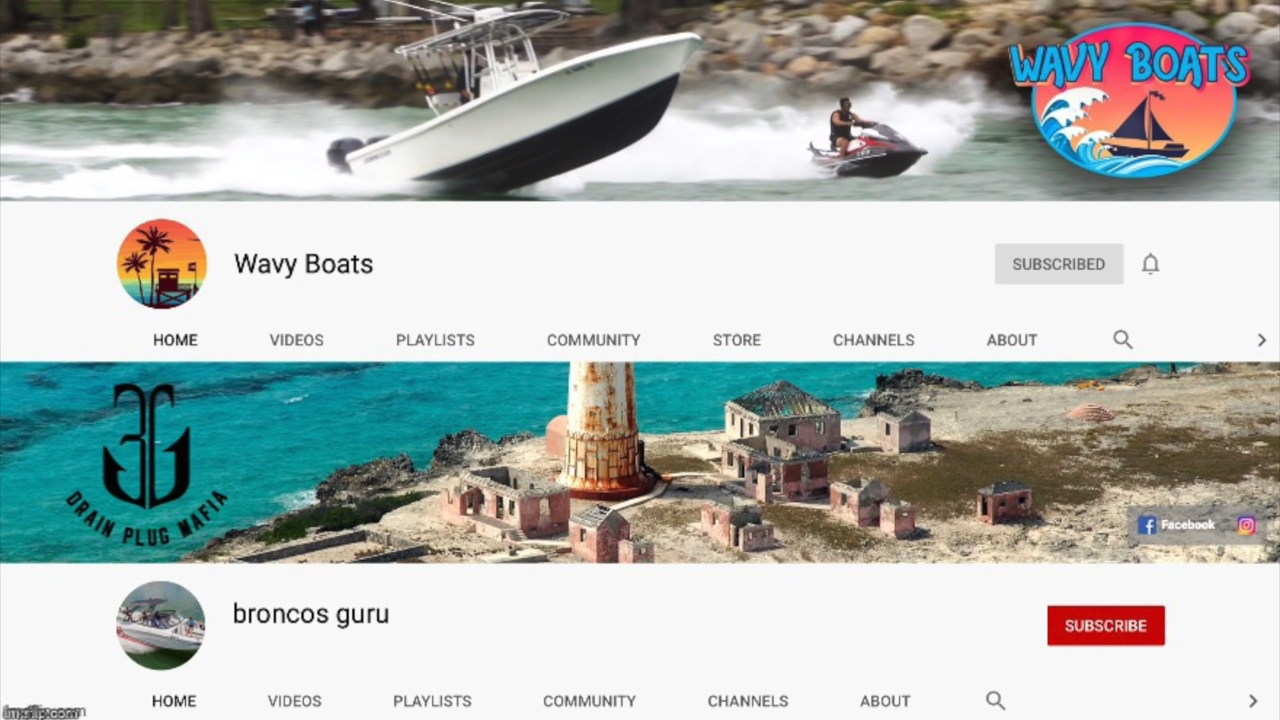 WAVY BOATS
Wavy Boats
SUBSCRIBED
HOME VIDEOS PLAYLISTS COMMUNITY STORE CHANNELS ABOUT
3G
DRAIN PLUG MAFIA
Facebook
broncos guru
SUBSCRIBE
HOME VIDEOS PLAYLISTS COMMUNITY CHANNELS ABOUT
imgflip.com